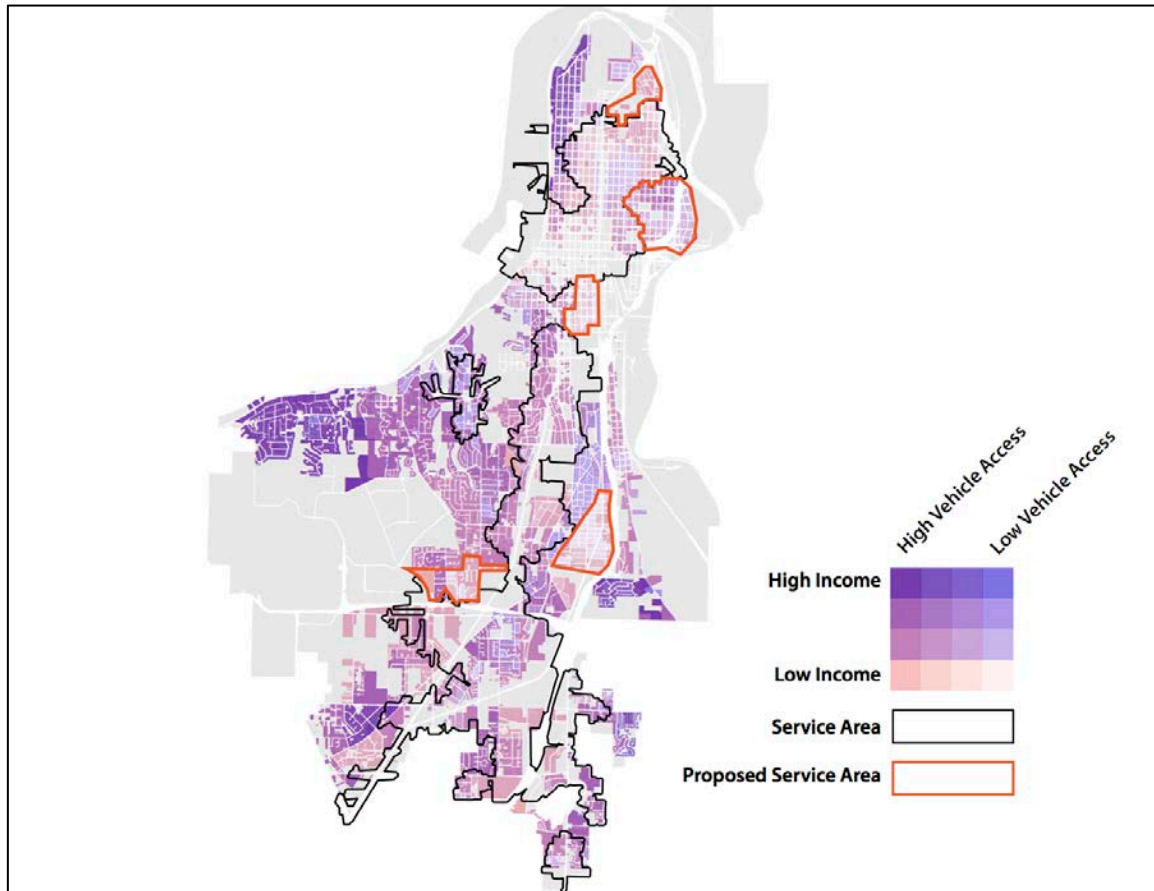 High Vehicle Access
Low Vehicle Access
High Income
Low Income
Service Area
Proposed Service Area